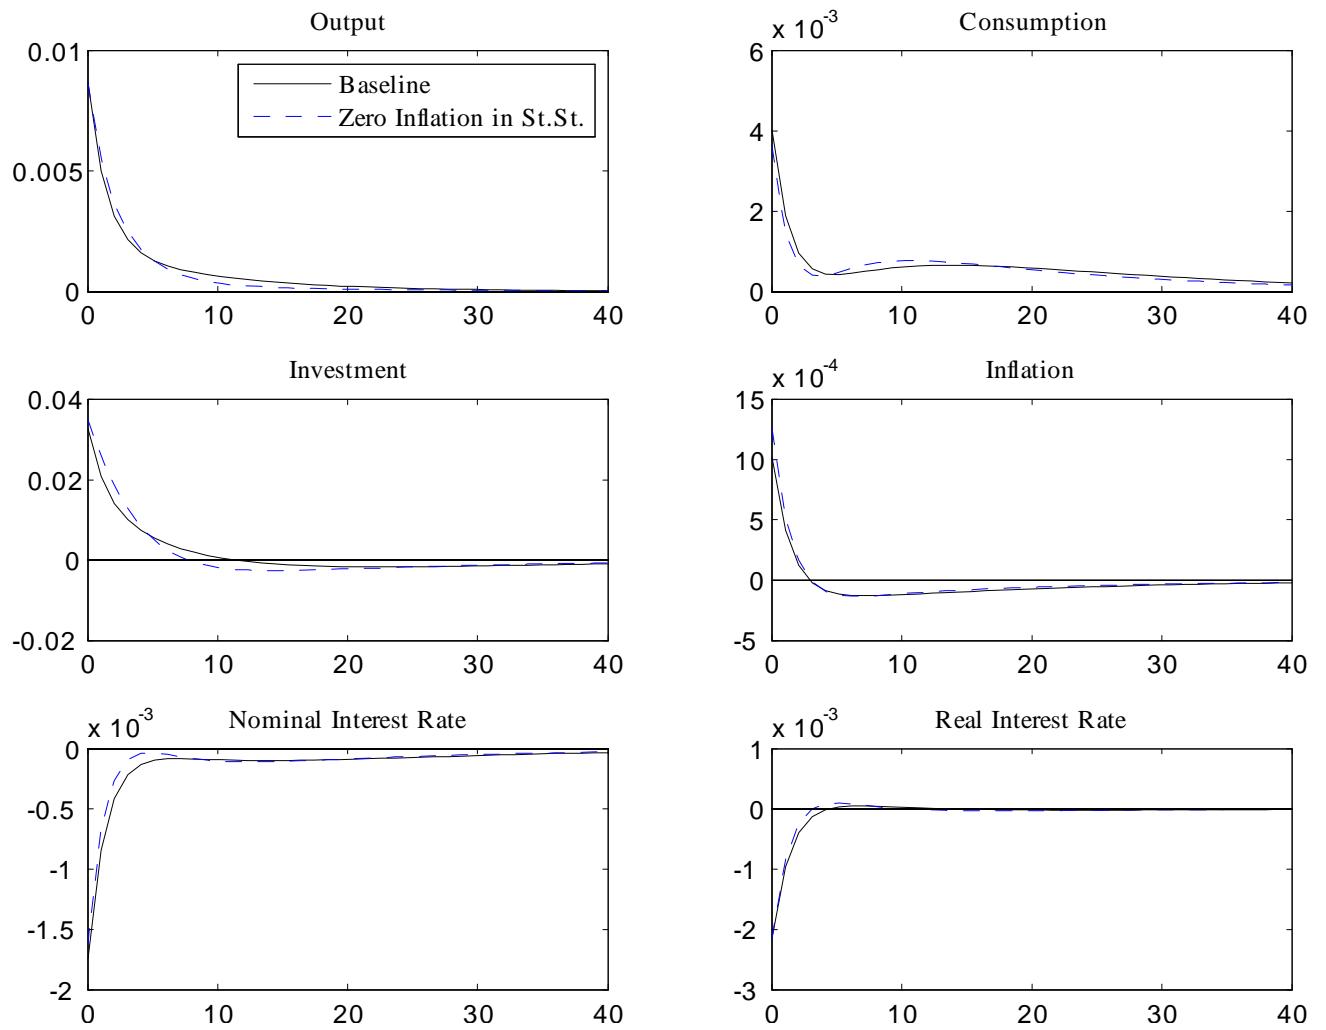 Output
0.01
0.005
0
0 10 20 30 40
Baseline
Zero Inflation in St.St.
Consumption
x 10-3
6
4
2
0
0 10 20 30 40
Investment
0.04
0.02
0
-0.02
0 10 20 30 40
Inflation
x 10-4
15
10
5
0
-5
0 10 20 30 40
Nominal Interest Rate
x 10-3
0
-0.5
-1
-1.5
-2
0 10 20 30 40
Real Interest Rate
x 10-3
1
0
-1
-2
-3
0 10 20 30 40